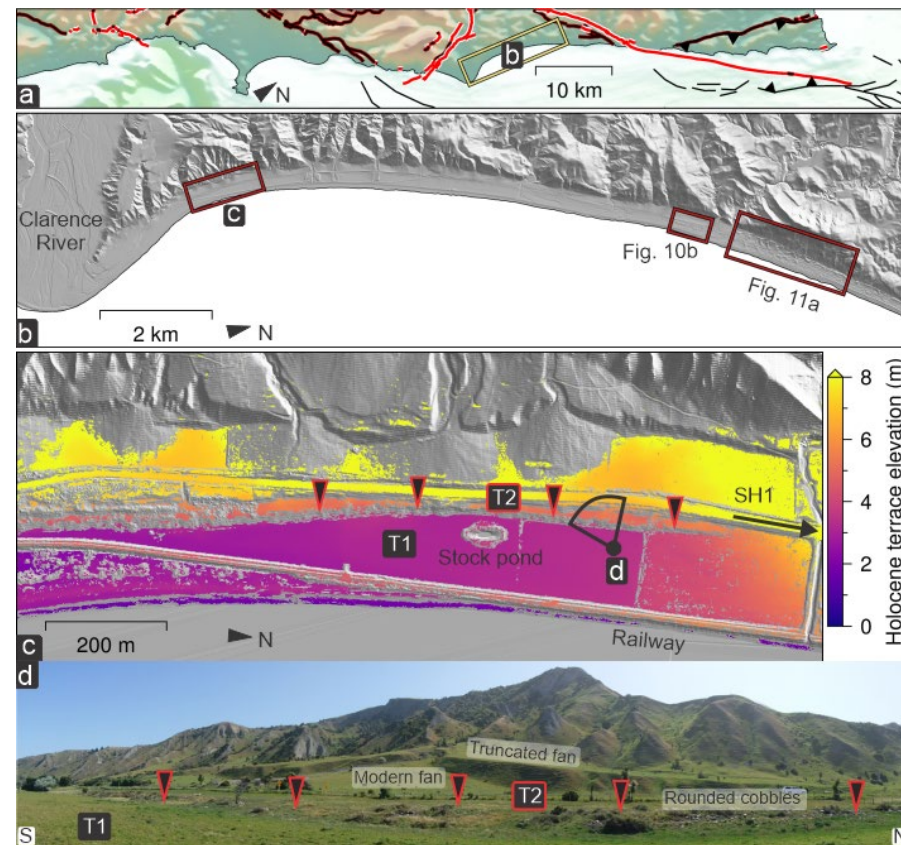 b
N
10 km
a
Clarence
River
c
Fig. 10b
Fig. 11a
2 km
N
b
8
6
4
2
0
Holocene terrace elevation (m)
SH1
T2
T1
Stock pond
d
200 m
N
Railway
c
d
Truncated fan
Modern fan
T2
Rounded cobbles
T1
S
N